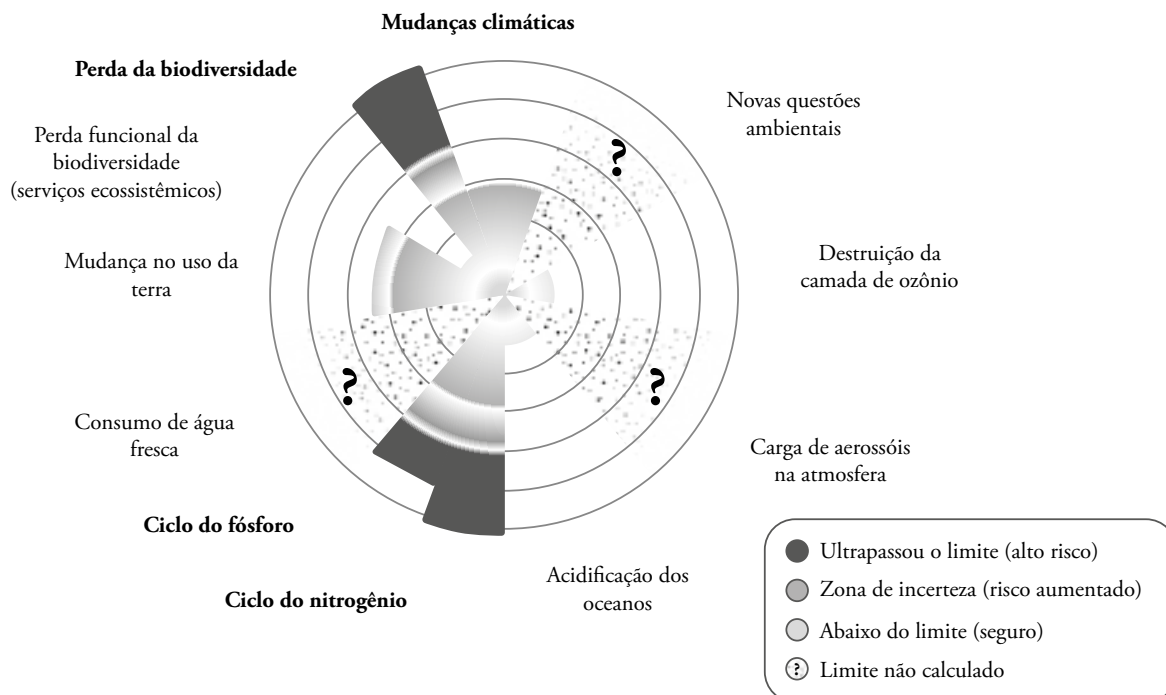 Mudanças climáticas
Perda da biodiversidade
Novas questões
ambientais
Perda funcional da
biodiversidade
(serviços ecossistêmicos)
?
Destruição da
camada de ozônio
Mudança no uso da
terra
?
?
Consumo de água
fresca
Carga de aerossóis
na atmosfera
Ciclo do fósforo
Ciclo do nitrogênio
Acidificação dos
oceanos
Ultrapassou o limite (alto risco)
Zona de incerteza (risco aumentado)
Abaixo do limite (seguro)
? Limite não calculado